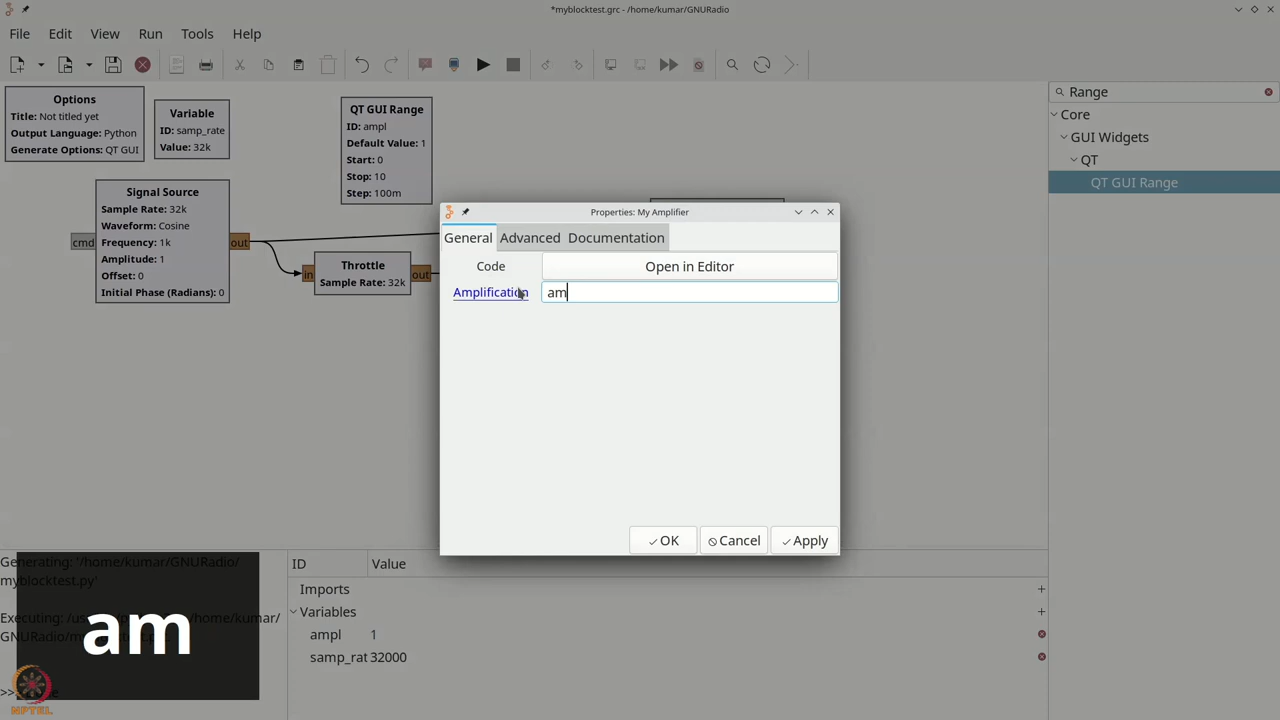 *myblocktest.grc - /home/kumar/GNURadio
File Edit View Run Tools Help
Options
Title: Not titled yet
Output Language: Python
Generate Options: QT GUI
Variable
ID: samp_rate
Value: 32k
QT GUI Range
ID: ampl
Default Value: 1
Start: 0
Stop: 10
Step: 100m
Signal Source
Sample Rate: 32k
Waveform: Cosine
Frequency: 1k
Amplitude: 1
Offset: 0
Initial Phase (Radians): 0
cmd
out
Throttle
Sample Rate: 32k
in
out
Range
Core
GUI Widgets
QT
QT GUI Range
Properties: My Amplifier
General Advanced Documentation
Code Open in Editor
Amplification am
OK Cancel Apply
Generating: "/home/kumar/GNURadio/
myblocktest.py"
Executing: /us
/home/kumar/
GNURadio/m
>>
am
NPTEL
ID Value
Imports
Variables
ampl 1
samp_rat 32000